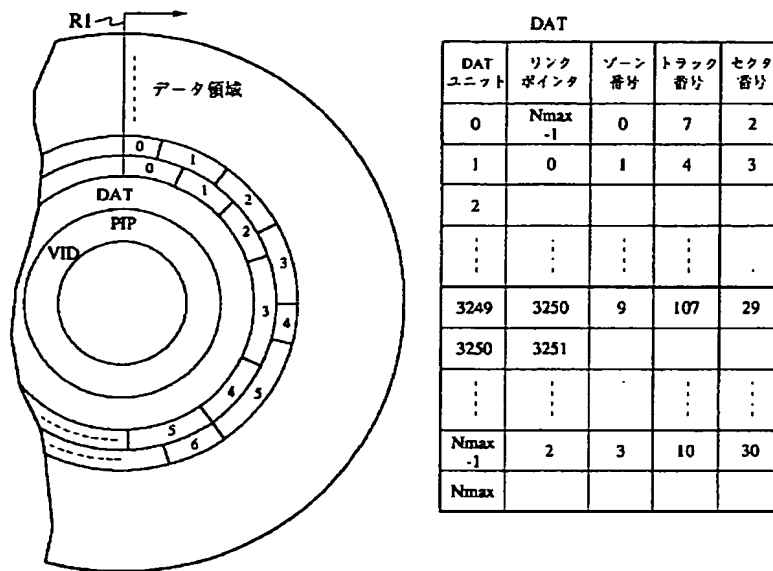 R1
データ領域
0 1 2 3 4 5 6
0 1 2 3 4 5
DAT
PIP
VID
DAT
DAT ユニット リンク ポインタ ゾーン 番号 トラック 番号 セクタ 番号
0 Nmax -1 0 7 2
1 0 1 4 3
2
3249 3250 9 107 29
3250 3251
Nmax -1 2 3 10 30
Nmax